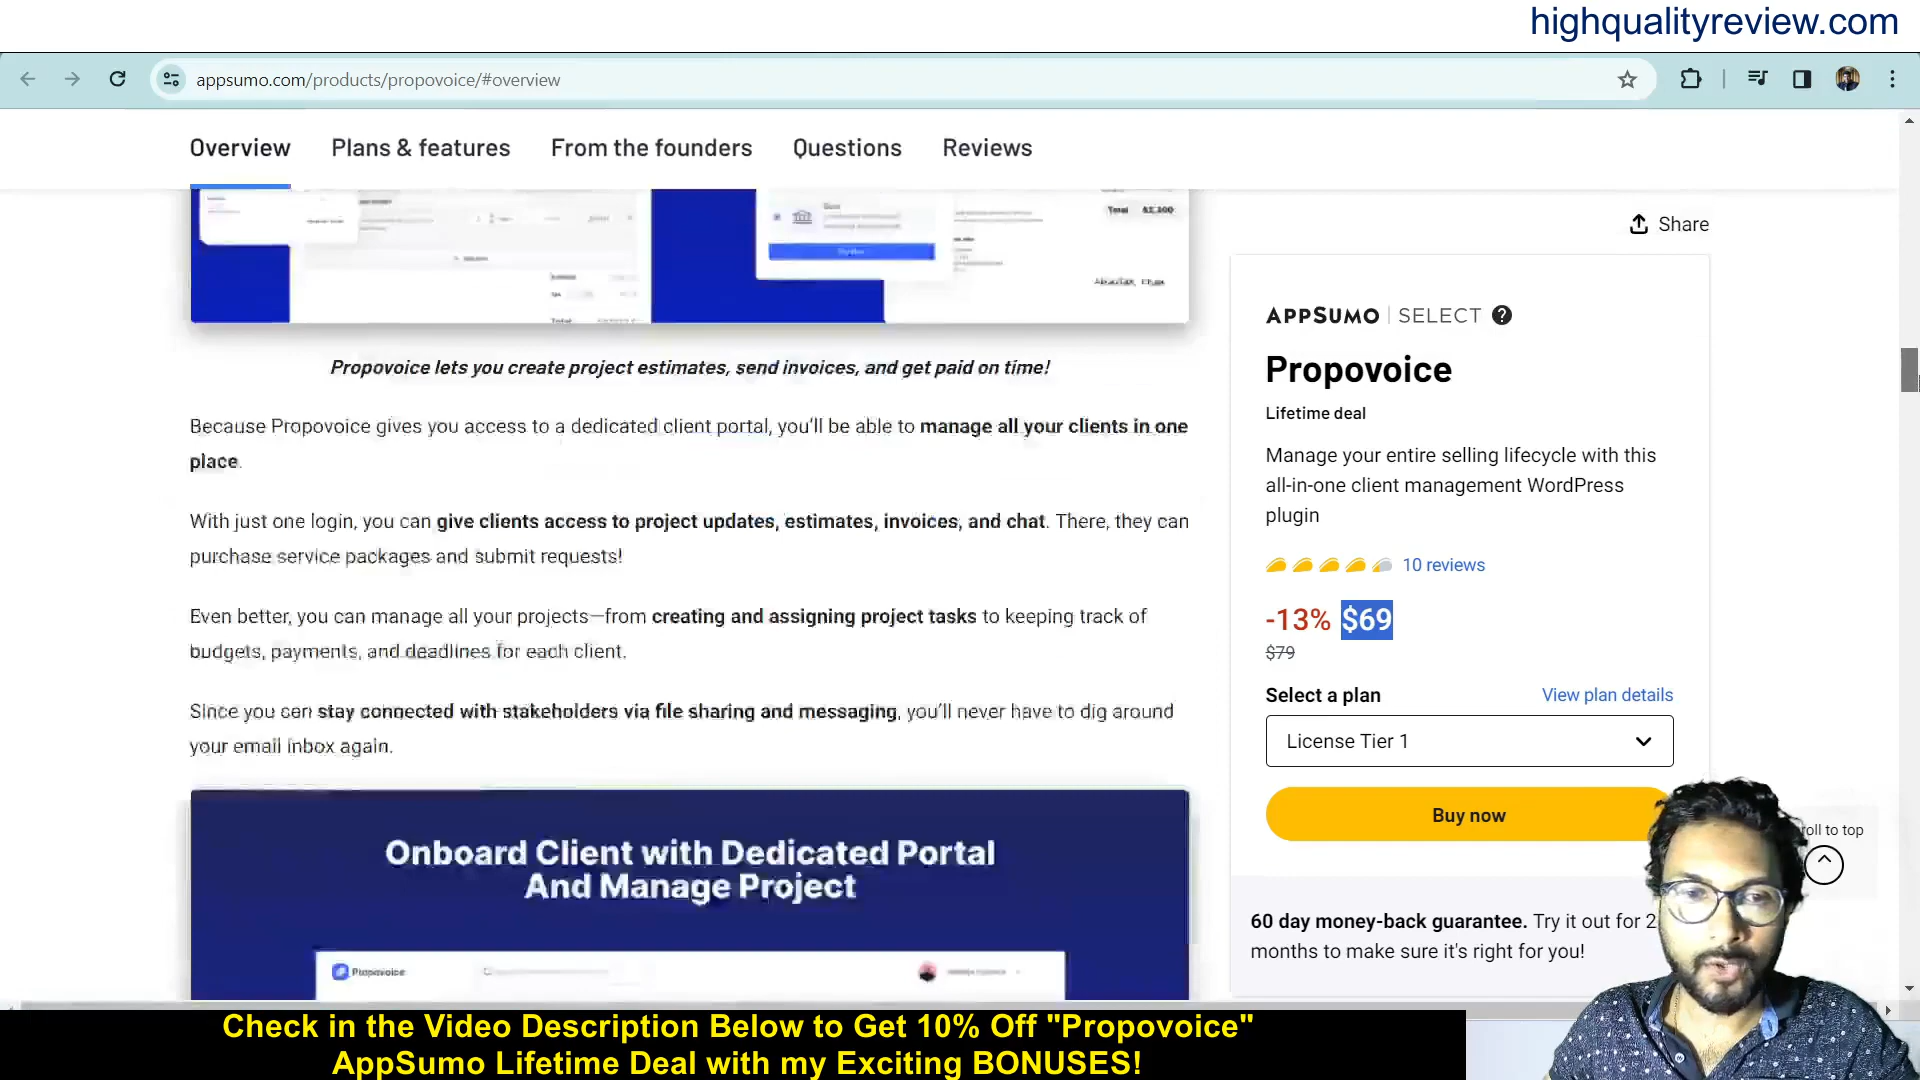 highqualityreview.com
appsumo.com/products/propovoice/#overview
Overview Plans & features From the founders Questions Reviews
Total $2,300
Share
APPSUMO | SELECT
Propovoice lets you create project estimates, send invoices, and get paid on time!
Propovoice
Lifetime deal
Because Propovoice gives you access to a dedicated client portal, you'll be able to manage all your clients in one
place.
Manage your entire selling lifecycle with this
all-in-one client management WordPress
plugin
With just one login, you can give clients access to project updates, estimates, invoices, and chat. There, they can
purchase service packages and submit requests!
10 reviews
Even better, you can manage all your projects—from creating and assigning project tasks to keeping track of
budgets, payments, and deadlines for each client.
-13% $69
$79
Since you can stay connected with stakeholders via file sharing and messaging, you'll never have to dig around
your email inbox again.
Select a plan View plan details
License Tier 1
Buy now
roll to top
Onboard Client with Dedicated Portal
And Manage Project
60 day money-back guarantee. Try it out for 2
months to make sure it's right for you!
Propovoice
Check in the Video Description Below to Get 10% Off "Propovoice"
AppSumo Lifetime Deal with my Exciting BONUSES!